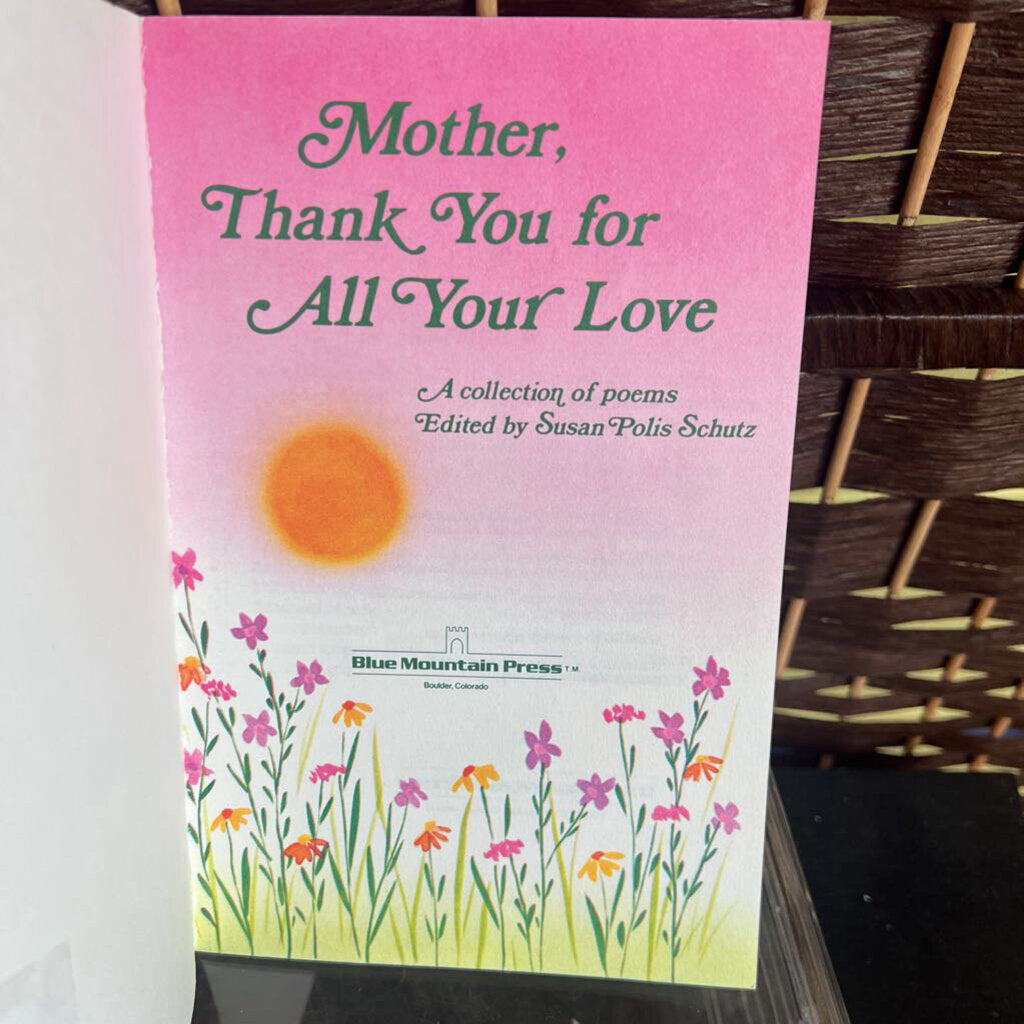 Mother,
Thank You for
All Your Love
A collection of poems
Edited by Susan Polis Schutz
Blue Mountain Press T.M.
Boulder, Colorado